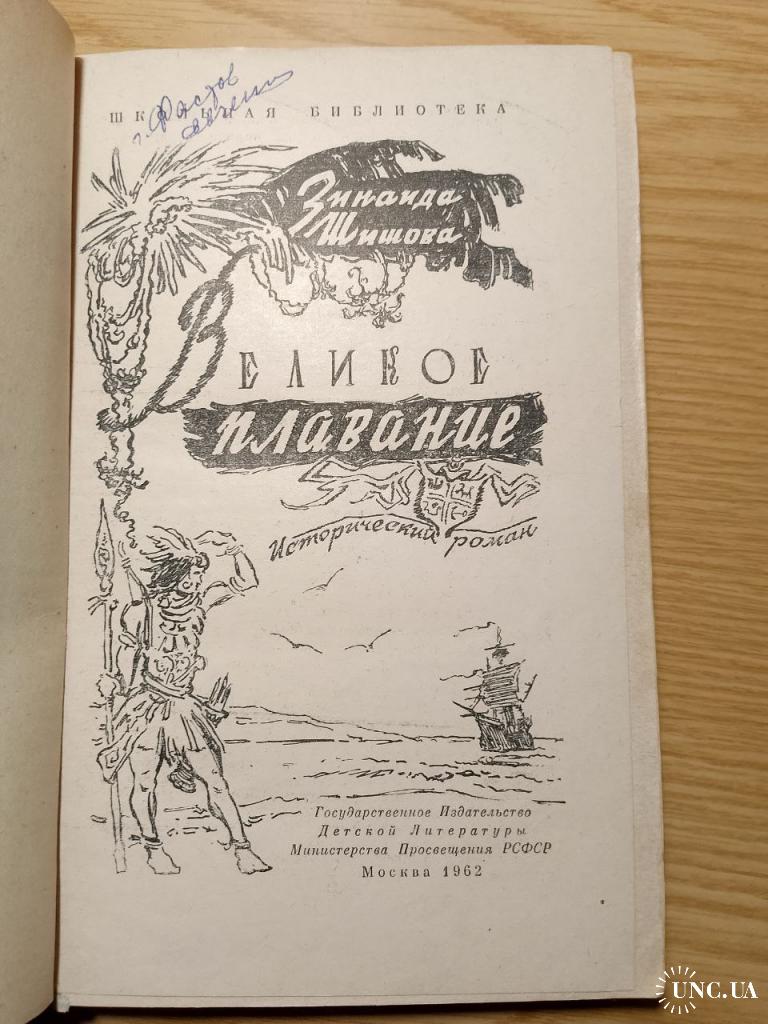 г. Фастов
ШКОЛЬНАЯ БИБЛИОТЕКА
Зинаида
Шишова
ВЕЛИКОЕ
плавание
Исторический роман
Государственное Издательство
Детской Литературы
Министерства Просвещения РСФСР
Москва 1962
UNC.UA